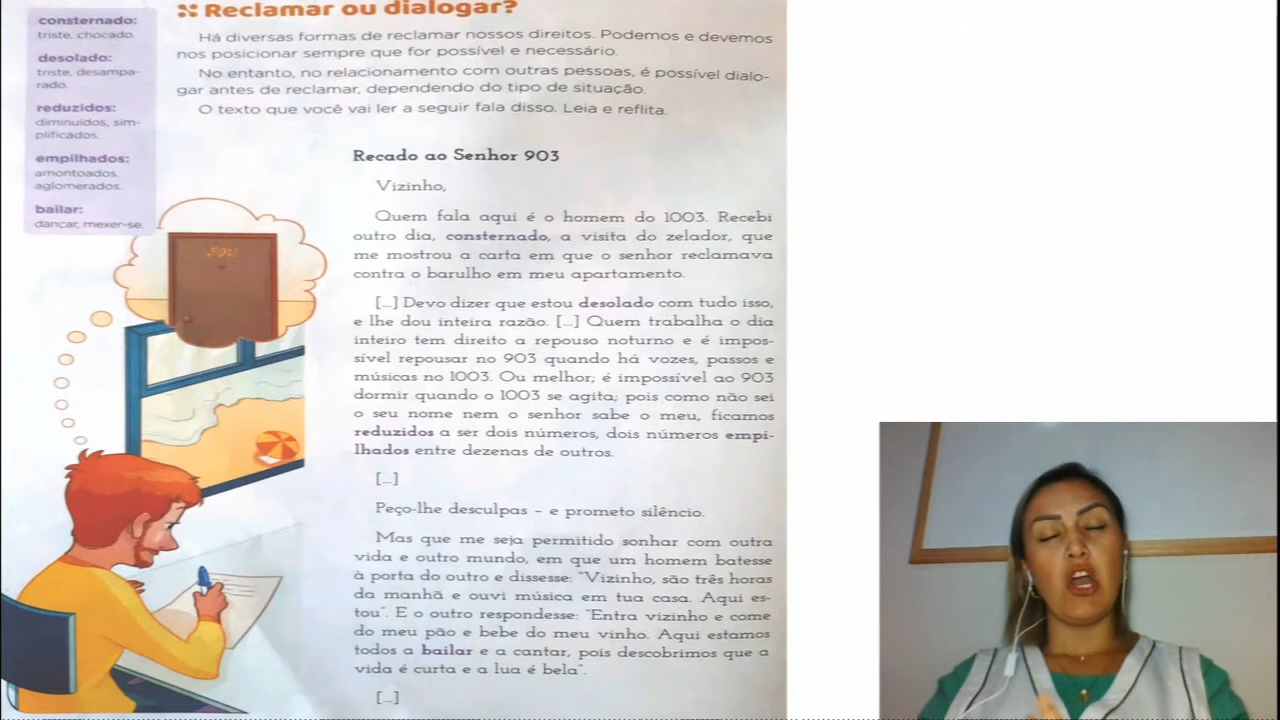 consternado:
triste, chocado.
desolado:
triste, desampa-
rado.
reduzidos:
diminuídos, sim-
plificados.
empilhados:
amontoados,
aglomerados.
bailar:
dançar, mexer-se.
Reclamar ou dialogar?
Há diversas formas de reclamar nossos direitos. Podemos e devemos
nos posicionar sempre que for possível e necessário.
No entanto, no relacionamento com outras pessoas, é possível dialo-
gar antes de reclamar, dependendo do tipo de situação.
O texto que você vai ler a seguir fala disso. Leia e reflita.
Recado ao Senhor 903
Vizinho,
Quem fala aqui é o homem do 1003. Recebi
outro dia, consternado, a visita do zelador, que
me mostrou a carta em que o senhor reclamava
contra o barulho em meu apartamento.
[...] Devo dizer que estou desolado com tudo isso,
e lhe dou inteira razão. [...] Quem trabalha o dia
inteiro tem direito a repouso noturno e é impos-
sível repousar no 903 quando há vozes, passos e
músicas no 1003. Ou melhor; é impossível ao 903
dormir quando o 1003 se agita; pois como não sei
o seu nome nem o senhor sabe o meu, ficamos
reduzidos a ser dois números, dois números empi-
lhados entre dezenas de outros.
[...]
Peço-lhe desculpas – e prometo silêncio.
Mas que me seja permitido sonhar com outra
vida e outro mundo, em que um homem batesse
à porta do outro e dissesse: "Vizinho, são três horas
da manhã e ouvi música em tua casa. Aqui es-
tou". E o outro respondesse: "Entra vizinho e come
do meu pão e bebe do meu vinho. Aqui estamos
todos a bailar e a cantar, pois descobrimos que a
vida é curta e a lua é bela".
[...]